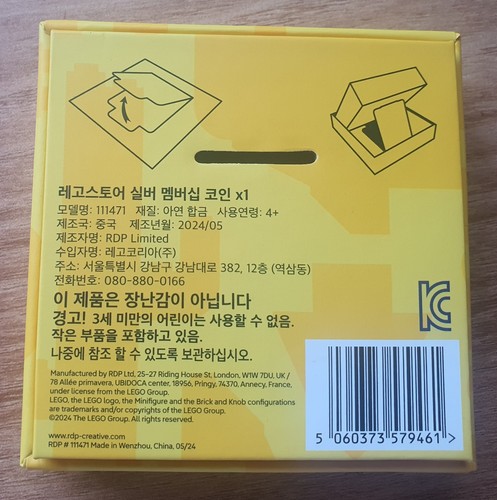 레고스토어 실버 멤버십 코인 x1
모델명: 111471 재질: 아연 합금 사용연령: 4+
제조국: 중국 제조년월: 2024/05
제조자명: RDP Limited
수입자명: 레고코리아(주)
주소: 서울특별시 강남구 강남대로 382, 12층 (역삼동)
전화번호: 080-880-0166
이 제품은 장난감이 아닙니다
경고! 3세 미만의 어린이는 사용할 수 없음.
작은 부품을 포함하고 있음.
나중에 참조 할 수 있도록 보관하십시오.
Manufactured by RDP Ltd, 25-27 Riding House St, London, W1W 7DU, UK /
78 Allée primavera, UBIDOCA center, 18956, Pringy, 74370, Annecy, France,
under license from the LEGO Group.
LEGO, the LEGO logo, the Minifigure and the Brick and Knob configurations
are trademarks and/or copyrights of the LEGO Group.
©2024 The LEGO Group. All rights reserved.
www.rdp-creative.com
RDP # 111471 Made in Wenzhou, China, 05/24
KC
5 060373 579461 >